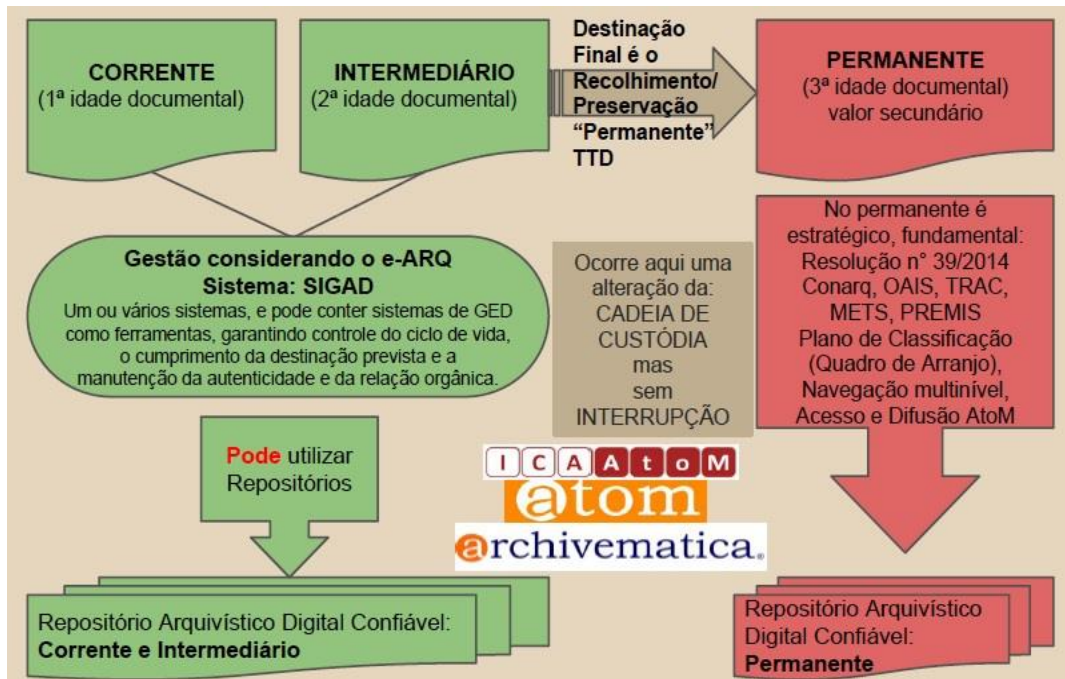 CORRENTE
(1ª idade documental)
INTERMEDIÁRIO
(2ª idade documental)
Destinação
Final é o
Recolhimento/
Preservação
“Permanente”
TTD
PERMANENTE
(3ª idade documental)
valor secundário
Gestão considerando o e-ARQ
Sistema: SIGAD
Um ou vários sistemas, e pode conter sistemas de GED
como ferramentas, garantindo controle do ciclo de vida,
o cumprimento da destinação prevista e a
manutenção da autenticidade e da relação orgânica.
Ocorre aqui uma
alteração da:
CADEIA DE
CUSTÓDIA
mas
sem
INTERRUPÇÃO
No permanente é
estratégico, fundamental:
Resolução n° 39/2014
Conarq, OAIS, TRAC,
METS, PREMIS
Plano de Classificação
(Quadro de Arranjo),
Navegação multinível,
Acesso e Difusão AtoM
Pode utilizar
Repositórios
ICAAtoM
atom
archivematica®
Repositório Arquivístico Digital Confiável:
Corrente e Intermediário
Repositório Arquivístico
Digital Confiável:
Permanente